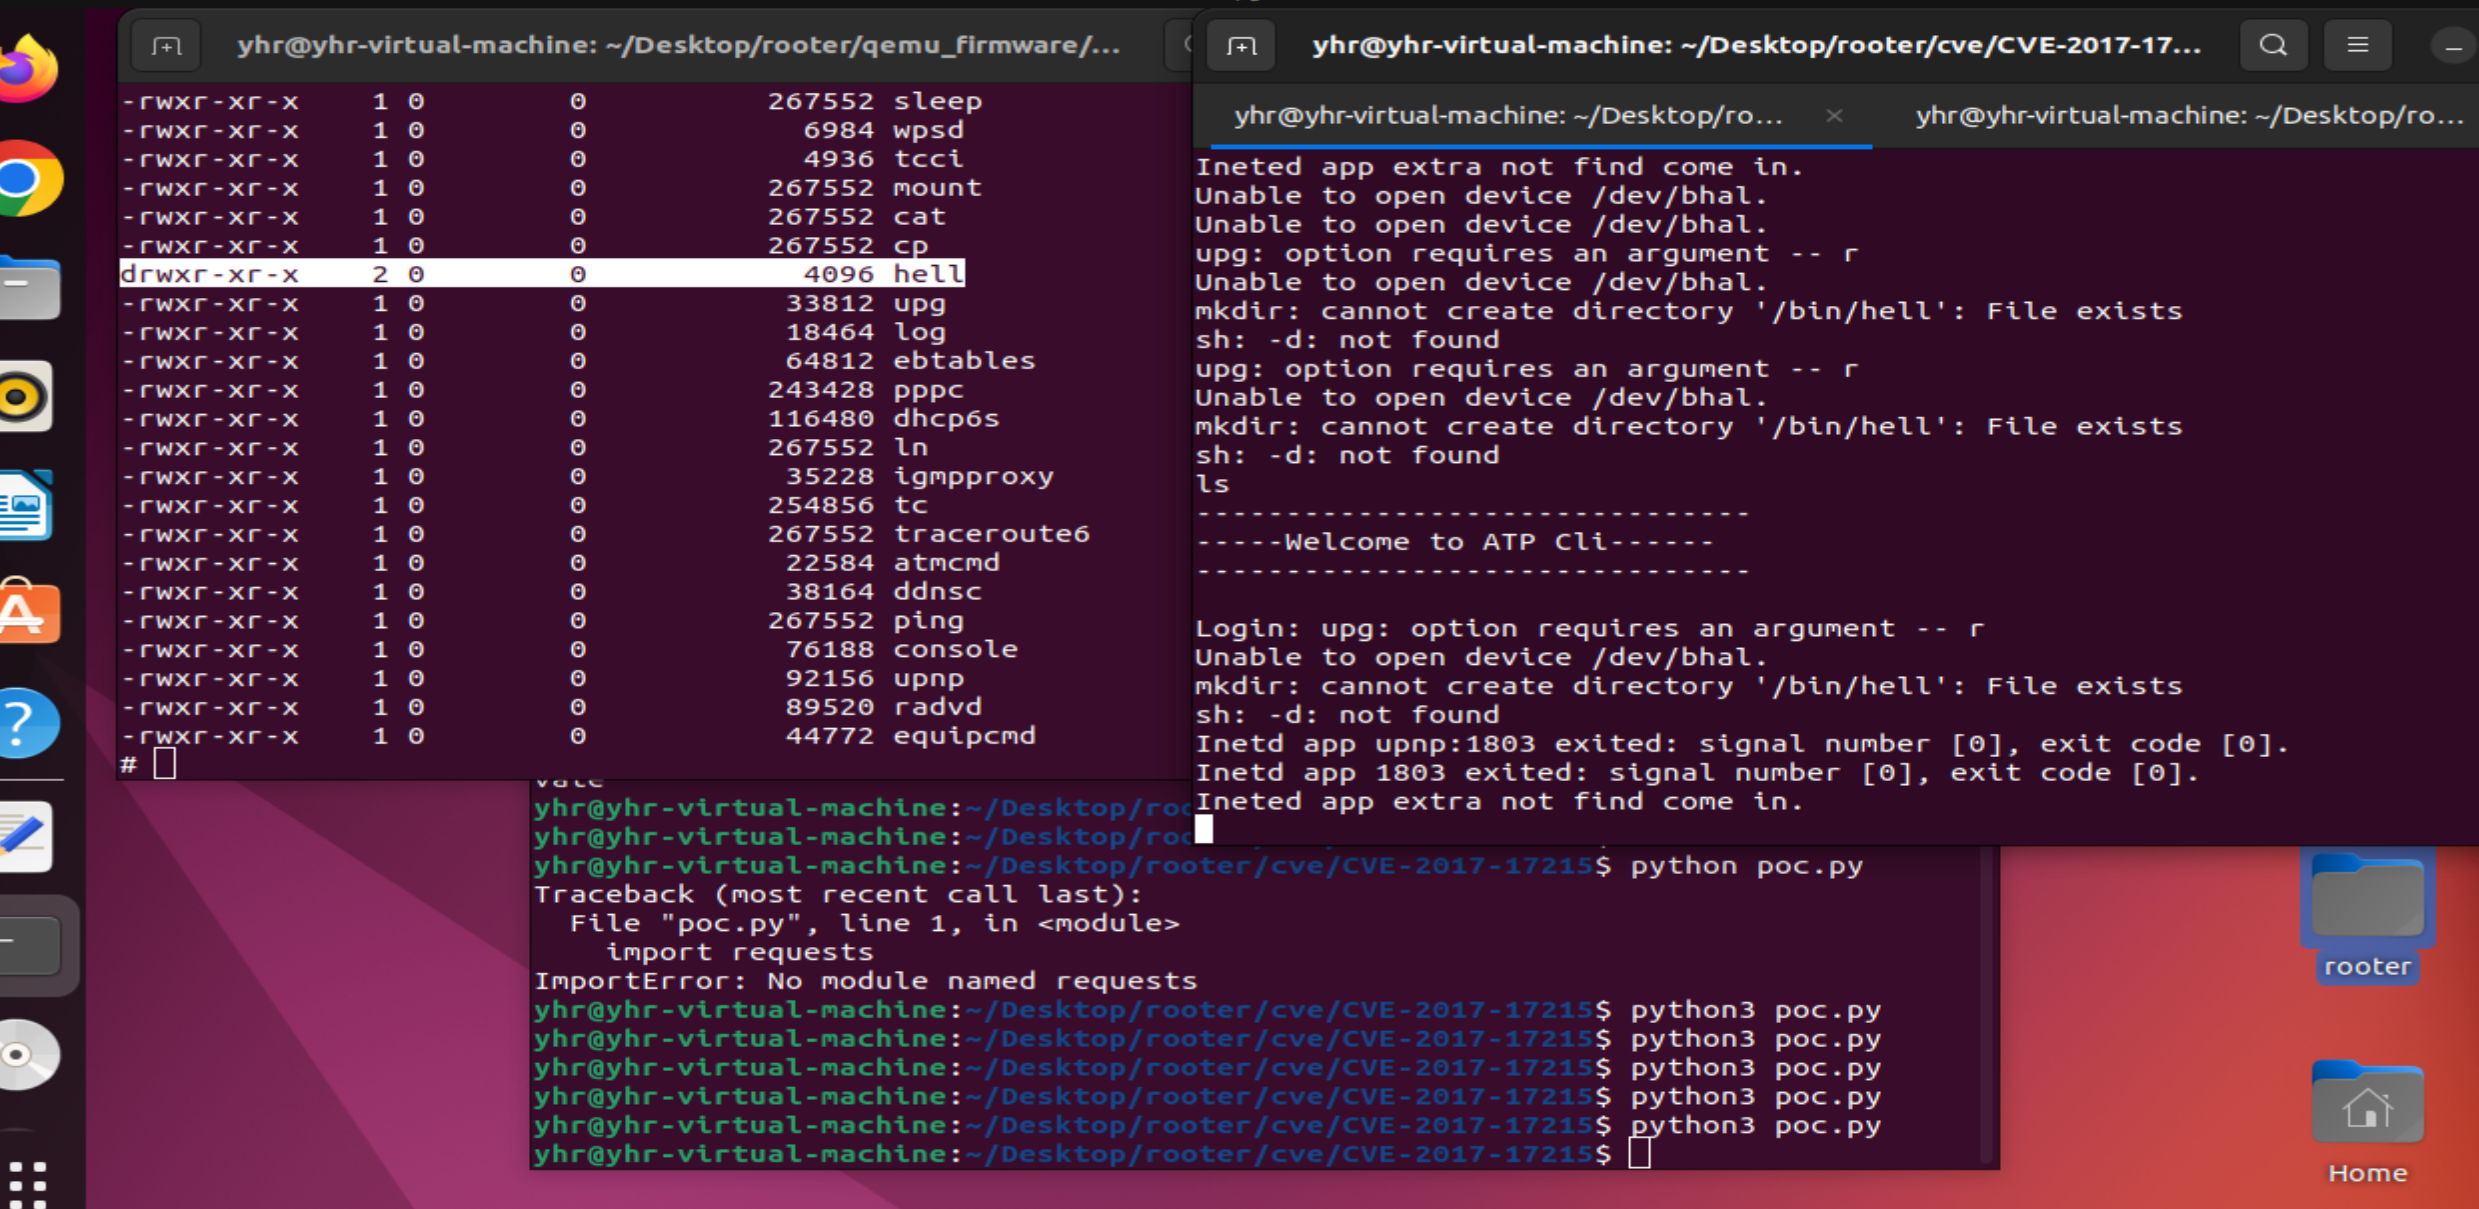 yhr@yhr-virtual-machine: ~/Desktop/rooter/qemu_firmware/...
-rwxr-xr-x 1 0 0 267552 sleep
-rwxr-xr-x 1 0 0 6984 wpsd
-rwxr-xr-x 1 0 0 4936 tcci
-rwxr-xr-x 1 0 0 267552 mount
-rwxr-xr-x 1 0 0 267552 cat
-rwxr-xr-x 1 0 0 267552 cp
drwxr-xr-x 2 0 0 4096 hell
-rwxr-xr-x 1 0 0 33812 upg
-rwxr-xr-x 1 0 0 18464 log
-rwxr-xr-x 1 0 0 64812 ebtables
-rwxr-xr-x 1 0 0 243428 pppc
-rwxr-xr-x 1 0 0 116480 dhcp6s
-rwxr-xr-x 1 0 0 267552 ln
-rwxr-xr-x 1 0 0 35228 igmpproxy
-rwxr-xr-x 1 0 0 254856 tc
-rwxr-xr-x 1 0 0 267552 traceroute6
-rwxr-xr-x 1 0 0 22584 atmcmd
-rwxr-xr-x 1 0 0 38164 ddnsc
-rwxr-xr-x 1 0 0 267552 ping
-rwxr-xr-x 1 0 0 76188 console
-rwxr-xr-x 1 0 0 92156 upnp
-rwxr-xr-x 1 0 0 89520 radvd
-rwxr-xr-x 1 0 0 44772 equipcmd
#
yhr@yhr-virtual-machine: ~/Desktop/rooter/cve/CVE-2017-17...
yhr@yhr-virtual-machine: ~/Desktop/ro... ×
yhr@yhr-virtual-machine: ~/Desktop/ro...
Ineted app extra not find come in.
Unable to open device /dev/bhal.
Unable to open device /dev/bhal.
upg: option requires an argument -- r
Unable to open device /dev/bhal.
mkdir: cannot create directory '/bin/hell': File exists
sh: -d: not found
upg: option requires an argument -- r
Unable to open device /dev/bhal.
mkdir: cannot create directory '/bin/hell': File exists
sh: -d: not found
ls
-------------------------------
-----Welcome to ATP Cli------
-------------------------------
Login: upg: option requires an argument -- r
Unable to open device /dev/bhal.
mkdir: cannot create directory '/bin/hell': File exists
sh: -d: not found
Inetd app upnp:1803 exited: signal number [0], exit code [0].
Inetd app 1803 exited: signal number [0], exit code [0].
Ineted app extra not find come in.
yhr@yhr-virtual-machine:~/Desktop/roo
yhr@yhr-virtual-machine:~/Desktop/roo
yhr@yhr-virtual-machine:~/Desktop/rooter/cve/CVE-2017-17215$ python poc.py
Traceback (most recent call last):
File "poc.py", line 1, in <module>
import requests
ImportError: No module named requests
yhr@yhr-virtual-machine:~/Desktop/rooter/cve/CVE-2017-17215$ python3 poc.py
yhr@yhr-virtual-machine:~/Desktop/rooter/cve/CVE-2017-17215$ python3 poc.py
yhr@yhr-virtual-machine:~/Desktop/rooter/cve/CVE-2017-17215$ python3 poc.py
yhr@yhr-virtual-machine:~/Desktop/rooter/cve/CVE-2017-17215$ python3 poc.py
yhr@yhr-virtual-machine:~/Desktop/rooter/cve/CVE-2017-17215$ python3 poc.py
yhr@yhr-virtual-machine:~/Desktop/rooter/cve/CVE-2017-17215$
rooter
Home